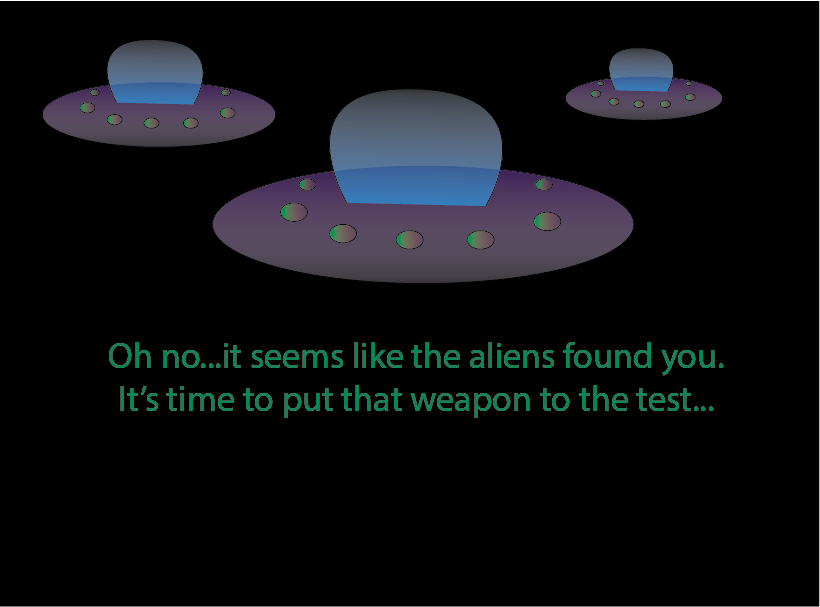 Oh no...it seems like the aliens found you.
It’s time to put that weapon to the test...